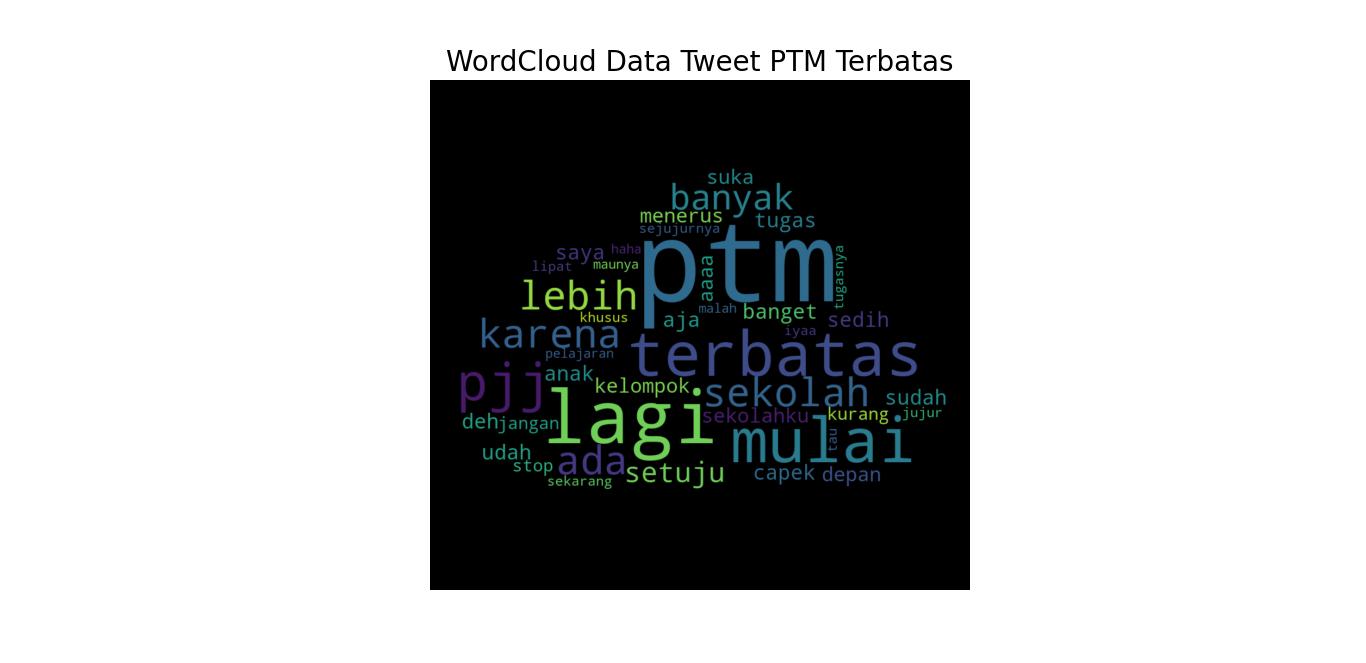 WordCloud Data Tweet PTM Terbatas
suka
banyak
menerus
tugas
sejujurnya
ptm
saya
haha
lipat
maunya
aaaa
tugasnya
lebih
malah
khusus
aja
banget
sedih
karena
iyaa
pelajaran
terbatas
pjj
anak
kelompok
sekolah
sudah
lagi
sekolahku
kurang
jujur
deh
jangan
mulai
tau
udah
stop
ada
setuju
capek
depan
sekarang